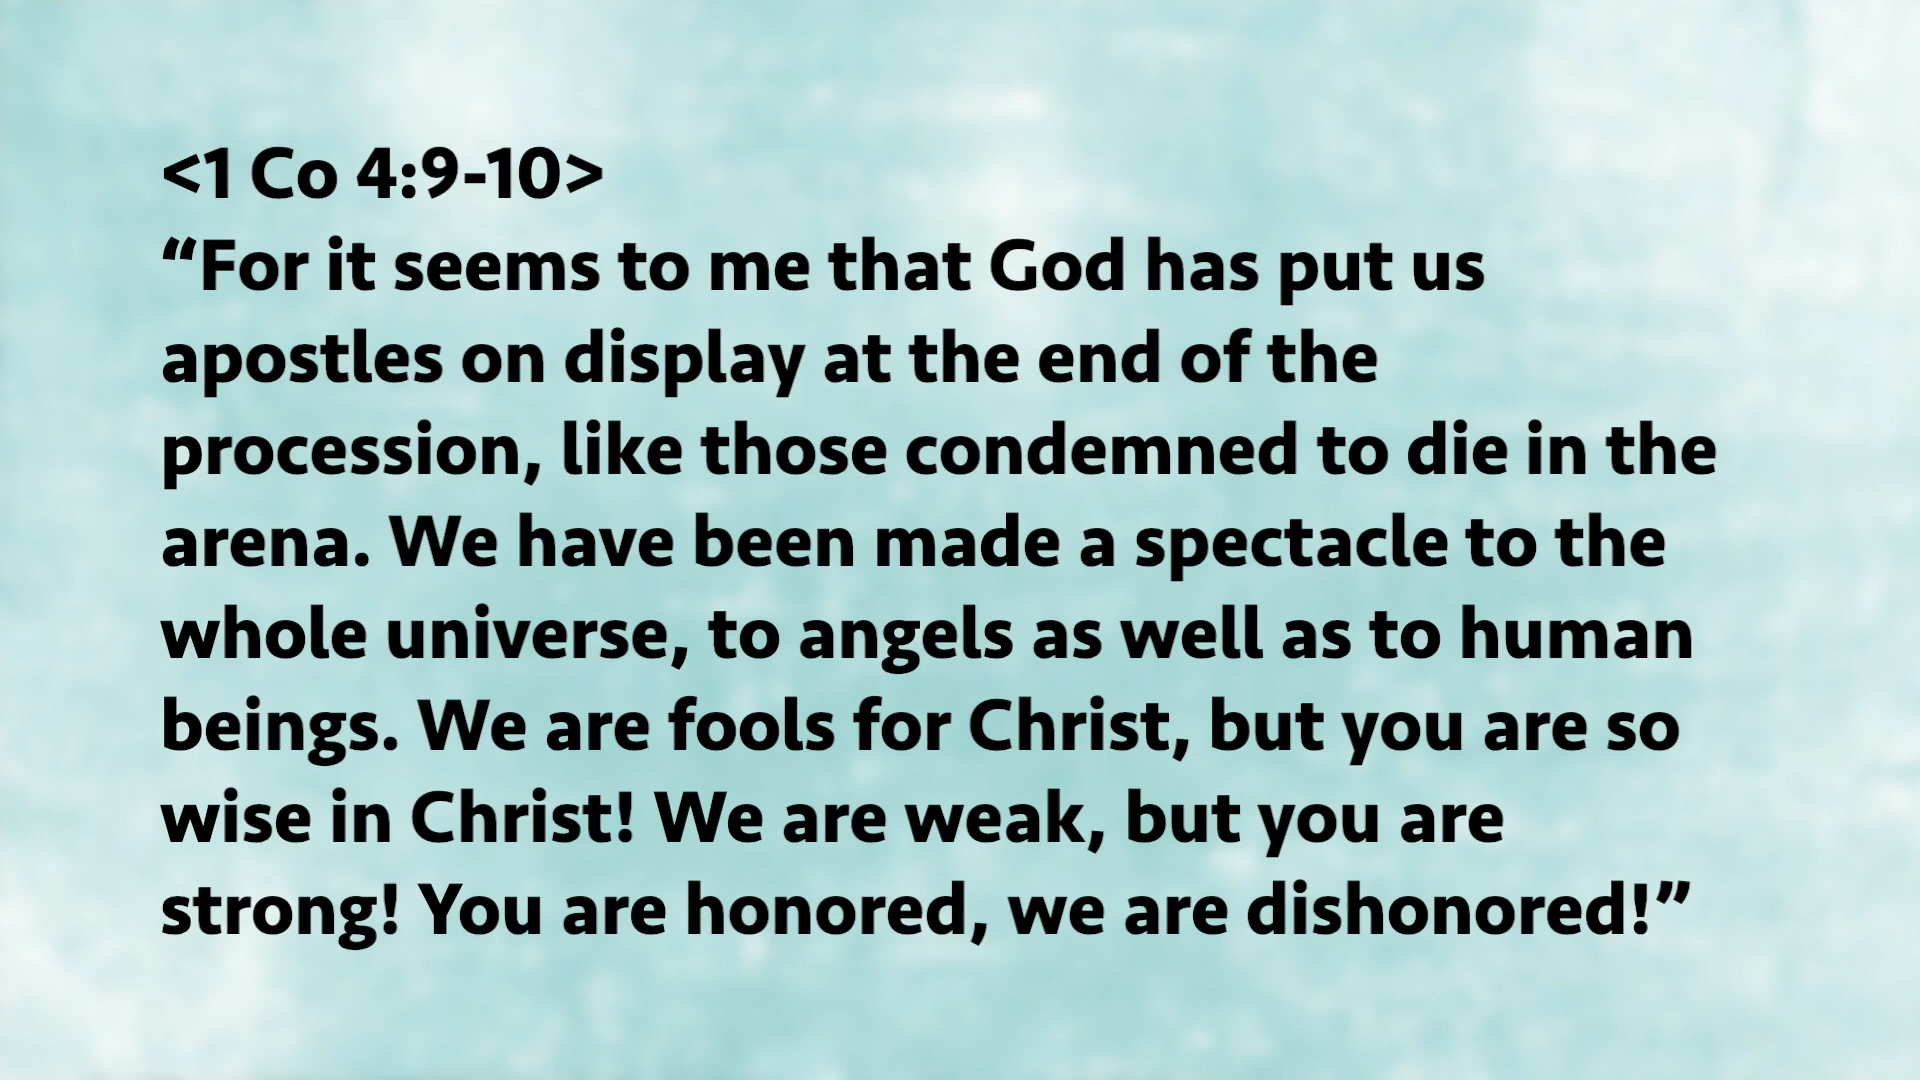 <1 Co 4:9-10>
“For it seems to me that God has put us
apostles on display at the end of the
procession, like those condemned to die in the
arena. We have been made a spectacle to the
whole universe, to angels as well as to human
beings. We are fools for Christ, but you are so
wise in Christ! We are weak, but you are
strong! You are honored, we are dishonored!”